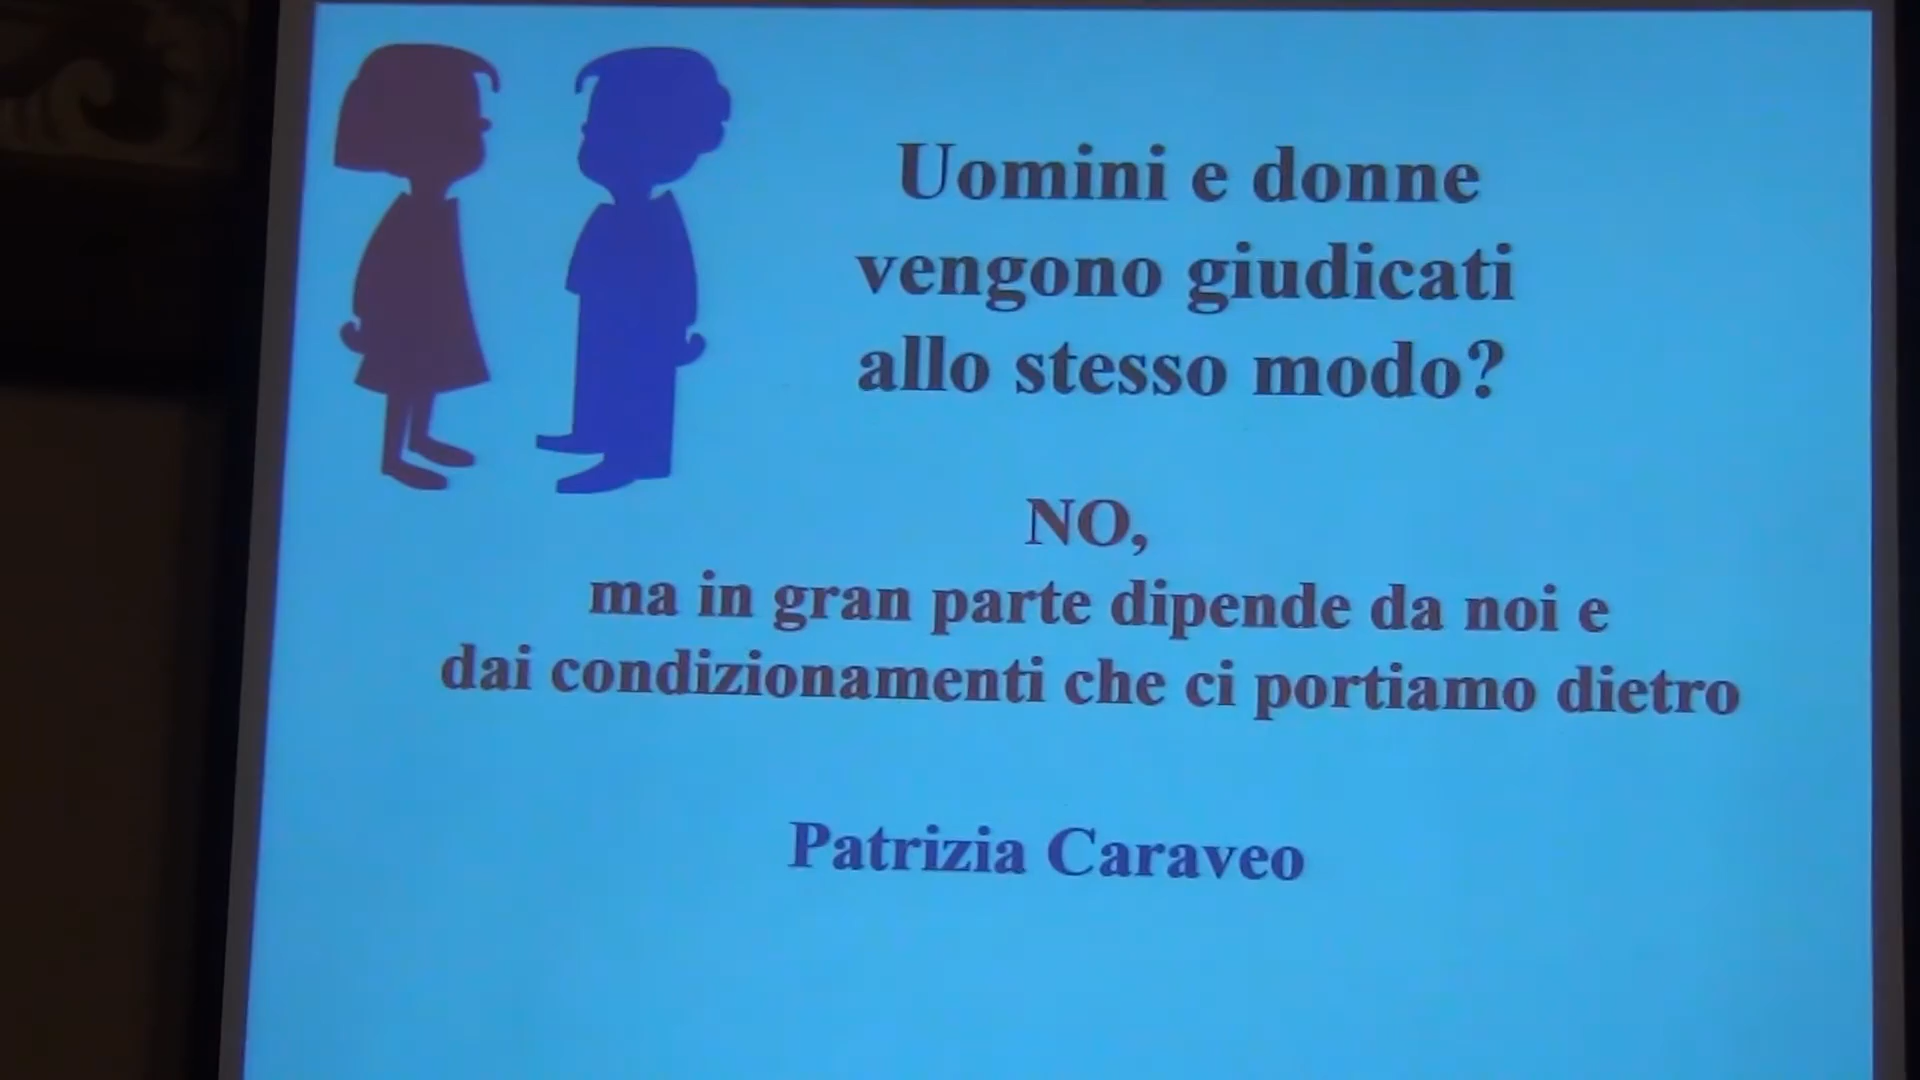 Uomini e donne
vengono giudicati
allo stesso modo?
NO,
ma in gran parte dipende da noi e
dai condizionamenti che ci portiamo dietro
Patrizia Caraveo